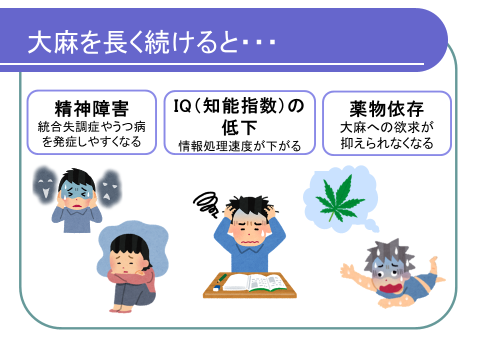 大麻を長く続けると・・・
精神障害
統合失調症やうつ病
を発症しやすくなる
IQ（知能指数）の
低下
情報処理速度が下がる
薬物依存
大麻への欲求が
抑えられなくなる